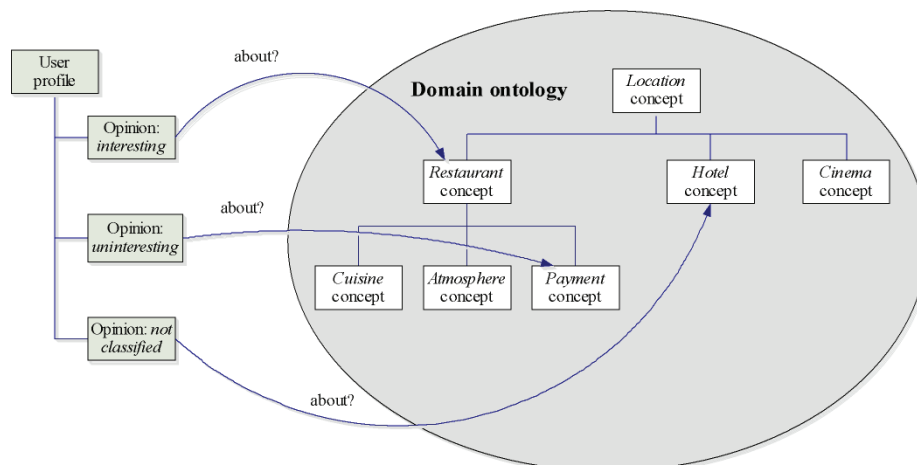 User
profile
about?
Domain ontology
Location
concept
Opinion:
interesting
Restaurant
concept
Hotel
concept
Cinema
concept
Opinion:
uninteresting
about?
Cuisine
concept
Atmosphere
concept
Payment
concept
Opinion: not
classified
about?